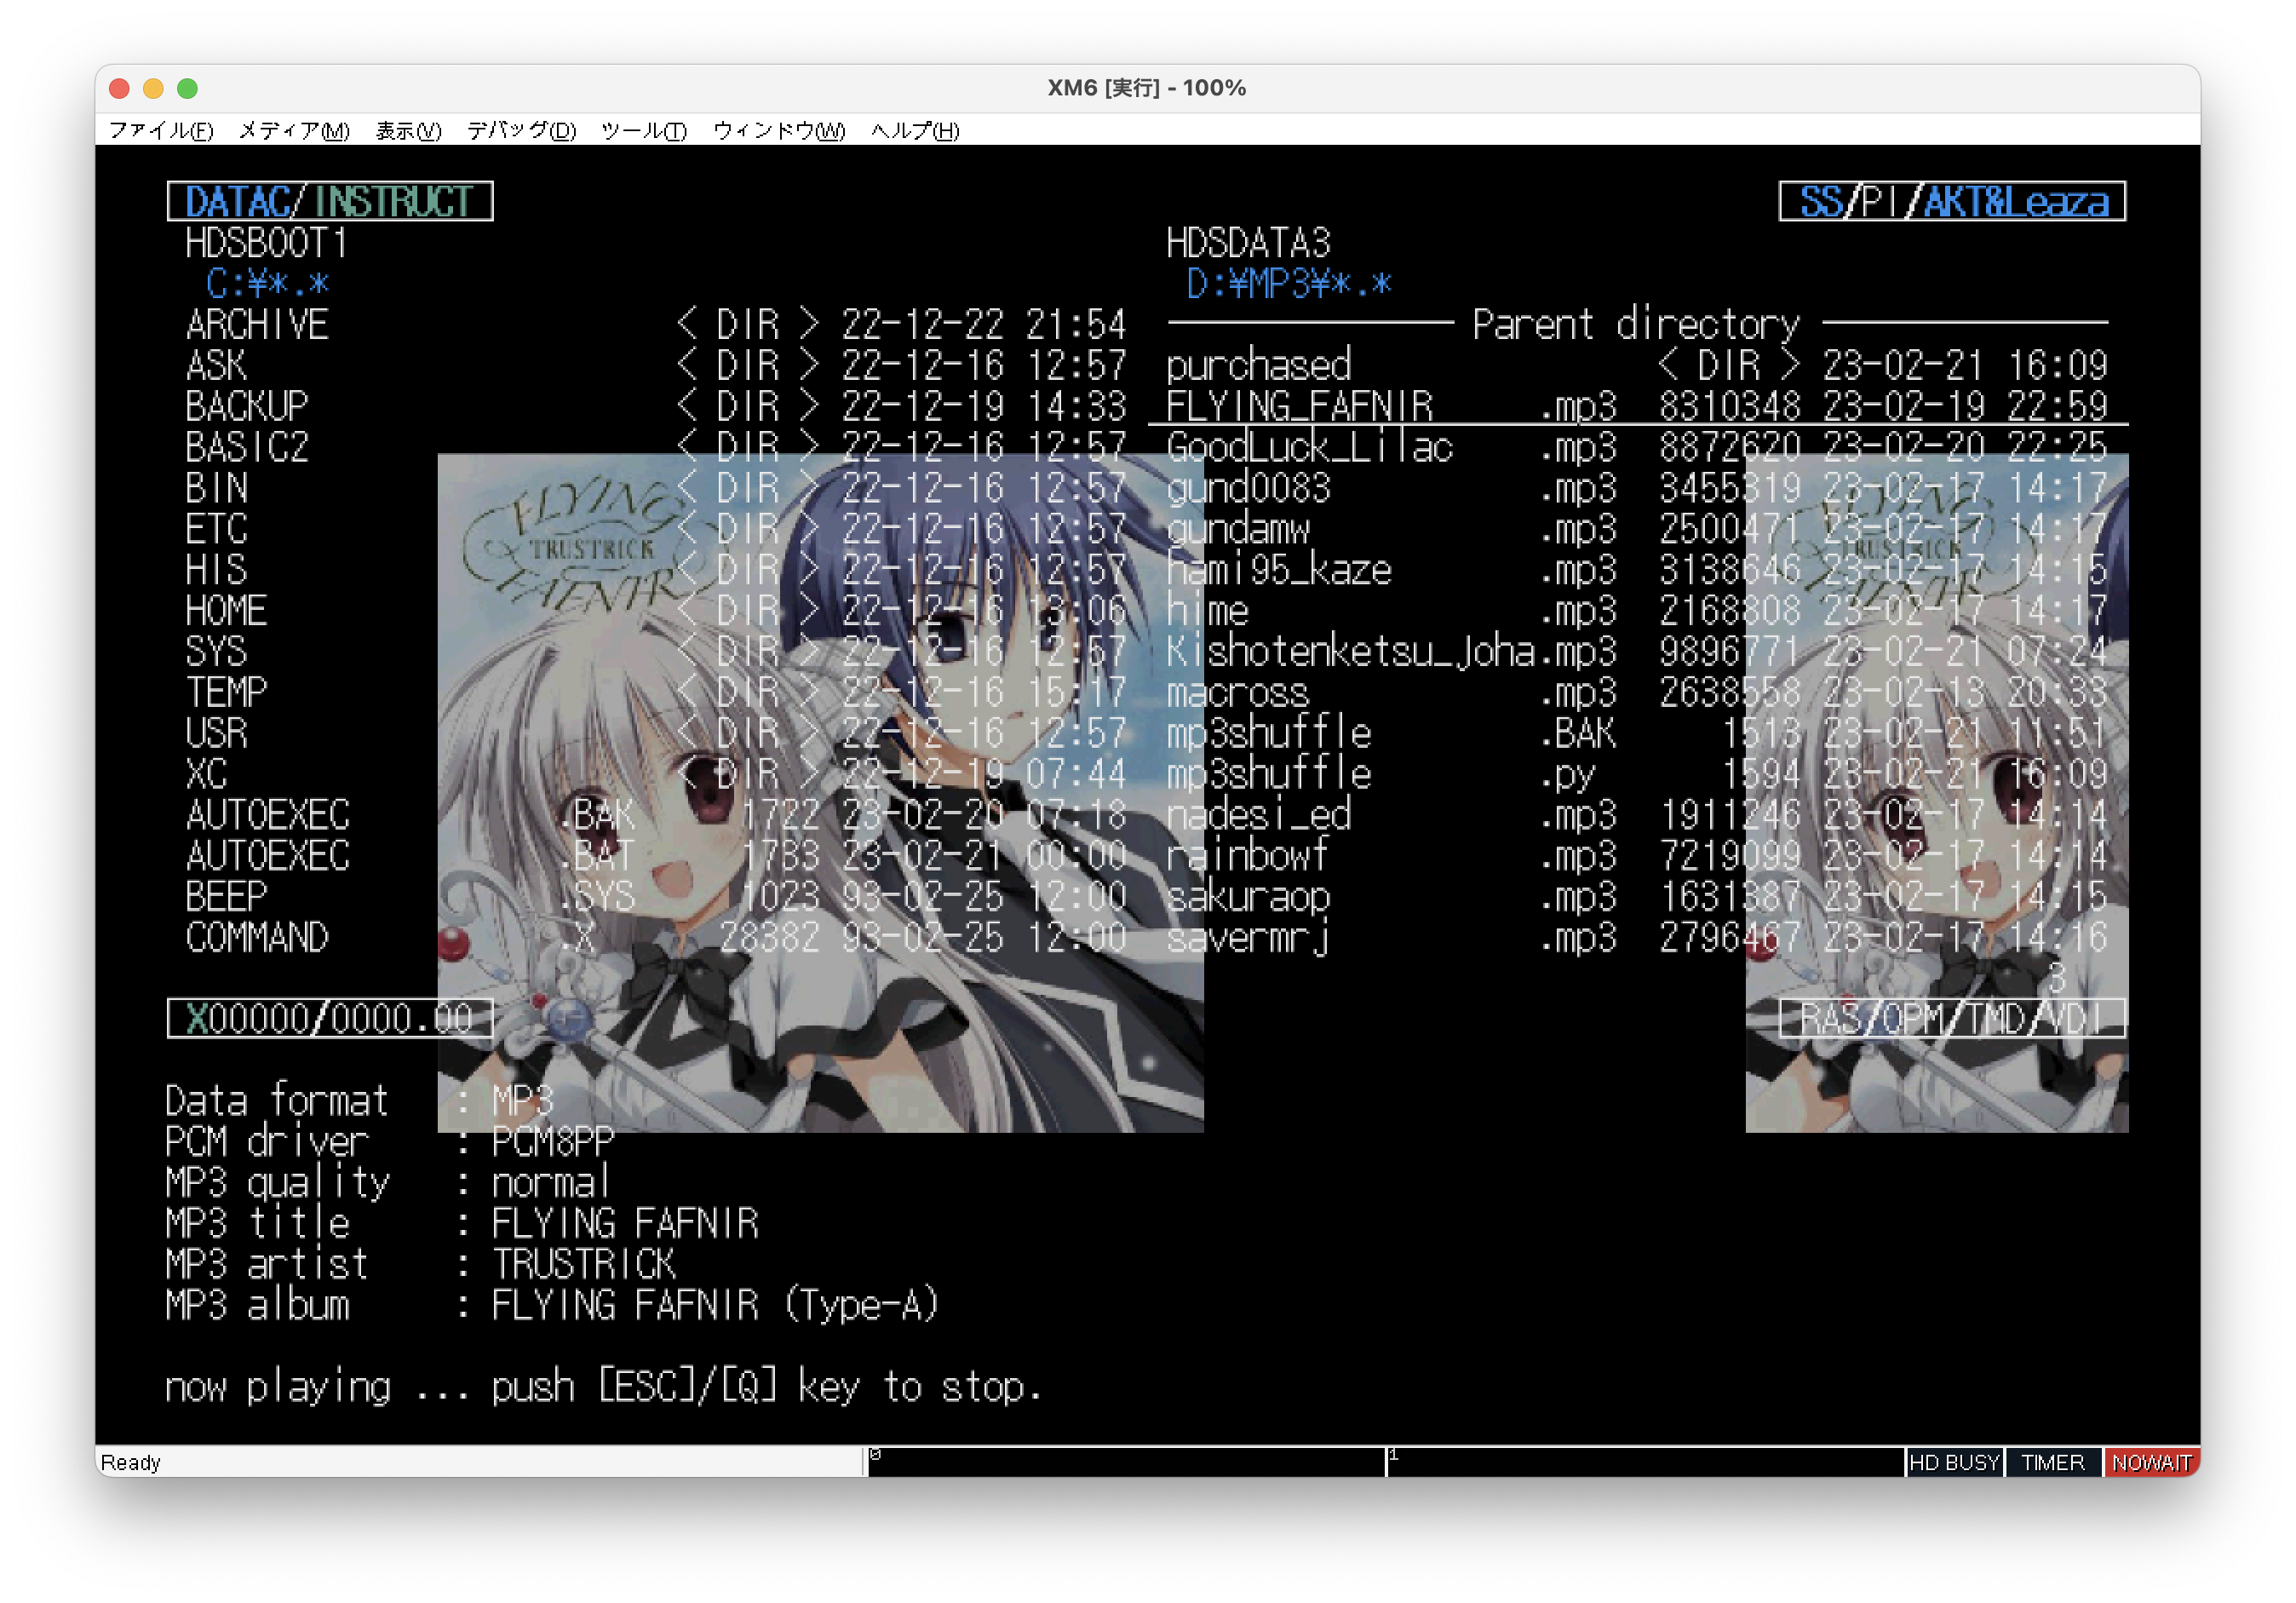 XM6 [実行] - 100%
ファイル(F) メディア(M) 表示(V) デバッグ(D) ツール(T) ウィンドウ(W) ヘルプ(H)
DATAC/INSTRUCT SS/PI/AKT&Leaza
HDSBOOT1 HDSDATA3
C:¥*.* D:¥MP3¥*.*
ARCHIVE < DIR > 22-12-22 21:54 Parent directory
ASK < DIR > 22-12-16 12:57 purchased < DIR > 23-02-21 16:09
BACKUP < DIR > 22-12-19 14:33 FLYING_FAFNIR .mp3 8310348 23-02-19 22:59
BASIC2 < DIR > 22-12-16 12:57 GoodLuck_Lilac .mp3 8872620 23-02-20 22:25
BIN < DIR > 22-12-16 12:57 gund0083 .mp3 3455319 23-02-17 14:17
ETC < DIR > 22-12-16 12:57 gundamw .mp3 2500471 23-02-17 14:17
HIS < DIR > 22-12-16 12:57 hami95_kaze .mp3 3138646 23-02-17 14:15
HOME < DIR > 22-12-16 13:06 hime .mp3 2168808 23-02-17 14:17
SYS < DIR > 22-12-16 12:57 Kishotenketsu_Joha.mp3 9896771 23-02-21 07:24
TEMP < DIR > 22-12-16 15:17 macross .mp3 2638558 23-02-13 20:33
USR < DIR > 22-12-16 12:57 mp3shuffle .BAK 1513 23-02-21 11:51
XC < DIR > 22-12-19 07:44 mp3shuffle .py 1594 23-02-21 16:09
AUTOEXEC .BAK 1722 23-02-20 07:18 nadesi_ed .mp3 1911246 23-02-17 14:14
AUTOEXEC .BAT 1783 23-02-21 00:00 rainbowf .mp3 7219099 23-02-17 14:14
BEEP .SYS 1023 93-02-25 12:00 sakuraop .mp3 1631387 23-02-17 14:15
COMMAND .X 28382 93-02-25 12:00 savermrj .mp3 2796467 23-02-17 14:16
3
X00000/0000.00 RAS/OPM/TMD/VDI
FLYING
TRUSTRICK
FAFNIR
FLYING
TRUSTRICK
FAFNIR
Data format : MP3
PCM driver : PCM8PP
MP3 quality : normal
MP3 title : FLYING FAFNIR
MP3 artist : TRUSTRICK
MP3 album : FLYING FAFNIR (Type-A)
now playing ... push [ESC]/[Q] key to stop.
Ready 0 1 HD BUSY TIMER NOWAIT